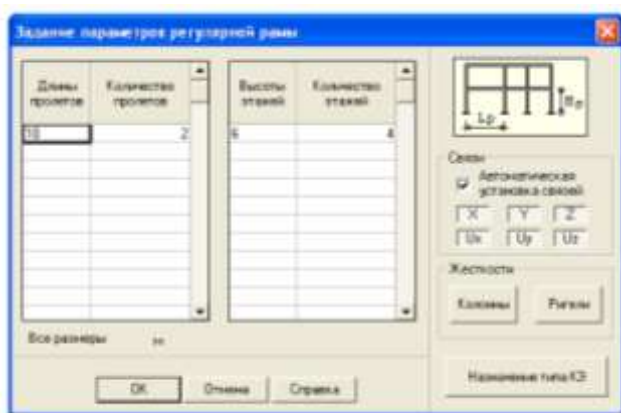 Задание параметров регулярной рамы
Длины пролетов
Количество пролетов
Высоты этажей
Количество этажей
10
2
6
4
Lp
Связи
Автоматическая установка связей
X Y Z
Ux Uy Uz
Жесткости
Колонны
Ригели
Все размеры
м
OK
Отмена
Справка
Назначение типа КЭ